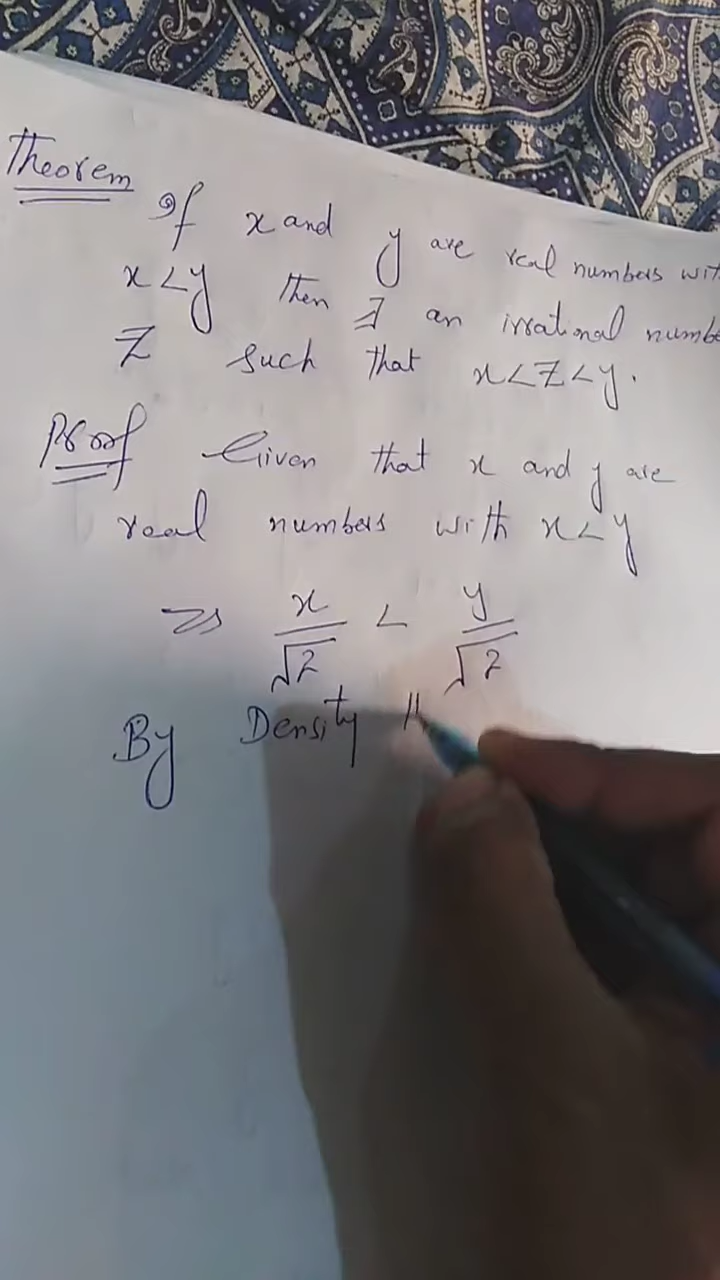 Theorem If x and y are real numbers wit
x<y then ∃ an irrational numbe
Z such that x<Z<y.
Proof Given that x and y are
real numbers with x<y
⇒ x/√2 < y/√2
By Density